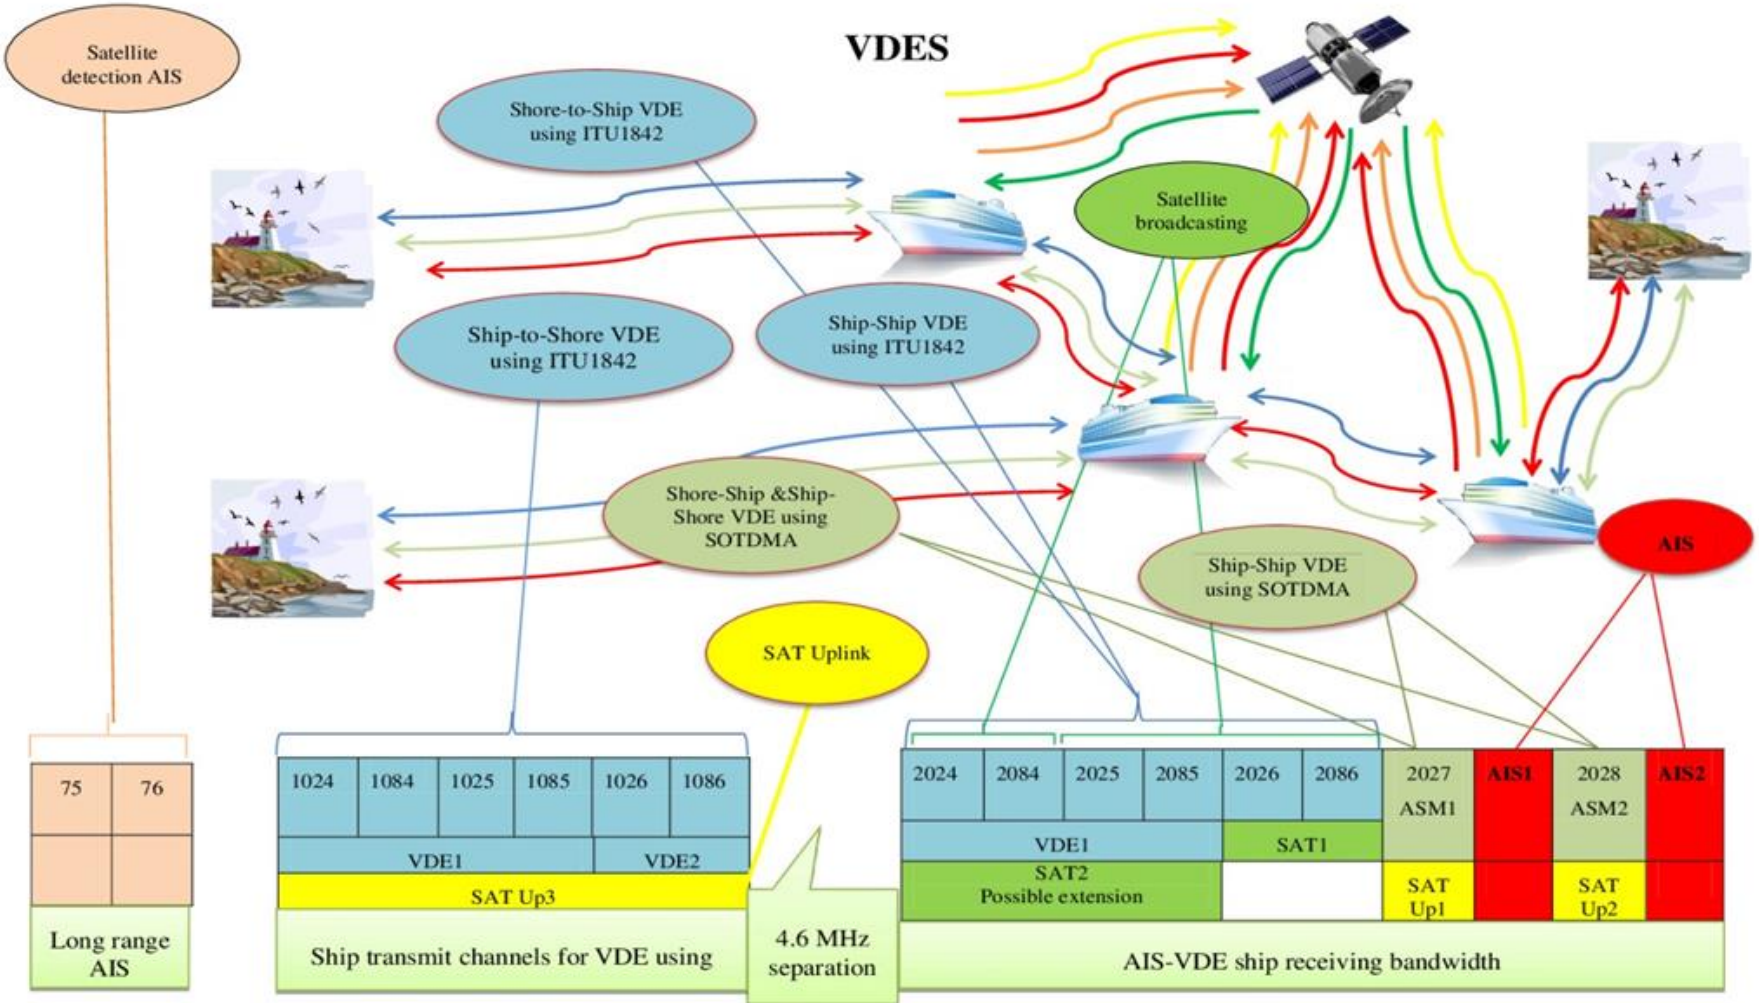 VDES
Satellite
detection AIS
Shore-to-Ship VDE
using ITU1842
Satellite
broadcasting
Ship-to-Shore VDE
using ITU1842
Ship-Ship VDE
using ITU1842
Shore-Ship &Ship-
Shore VDE using
SOTDMA
Ship-Ship VDE
using SOTDMA
AIS
SAT Uplink
75 76
Long range
AIS
1024 1084 1025 1085 1026 1086
VDE1 VDE2
SAT Up3
Ship transmit channels for VDE using
4.6 MHz
separation
2024 2084 2025 2085 2026 2086 2027 AIS1 2028 AIS2
ASM1 ASM2
VDE1 SAT1
SAT2
Possible extension
SAT
Up1
SAT
Up2
AIS-VDE ship receiving bandwidth